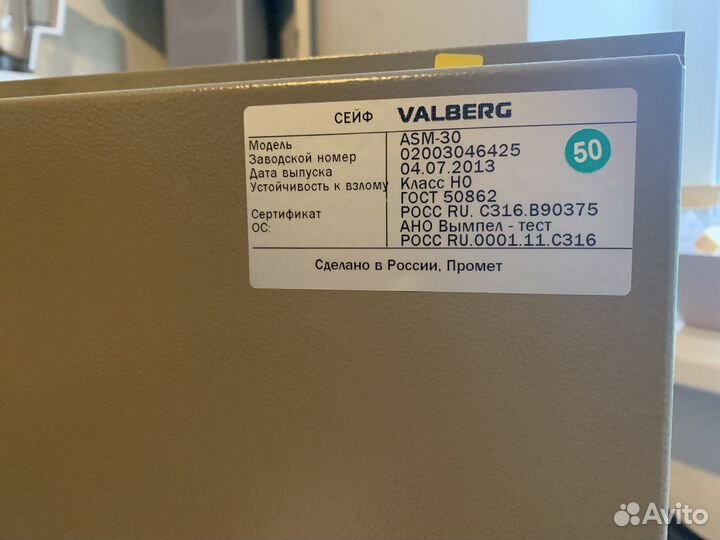 СЕЙФ VALBERG
Модель ASM-30
Заводской номер 02003046425
Дата выпуска 04.07.2013
Устойчивость к взлому Класс Н0
ГОСТ 50862
Сертификат РОСС RU. С316.В90375
ОС: АНО Вымпел - тест
РОСС RU.0001.11.С316
50
Сделано в России, Промет
Avito